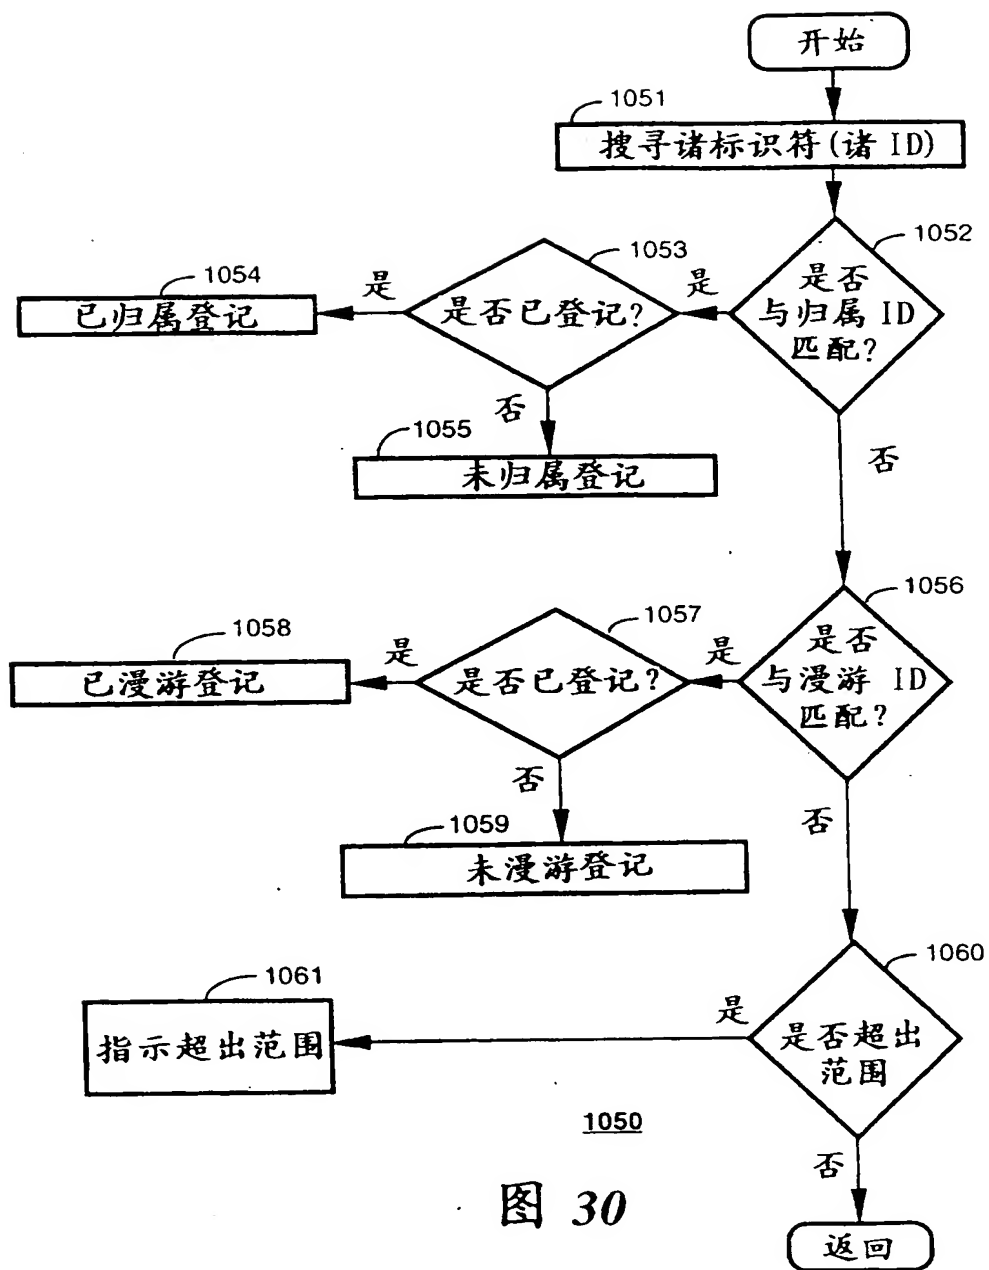 开始
1051
搜寻诸标识符(诸 ID)
1052
是否
与归属 ID
匹配?
是
1053
是否已登记?
是
1054
已归属登记
否
1055
未归属登记
否
1056
是否
与漫游 ID
匹配?
是
1057
是否已登记?
是
1058
已漫游登记
否
1059
未漫游登记
否
1060
是否超出
范围
是
1061
指示超出范围
1050
否
图 30
返回